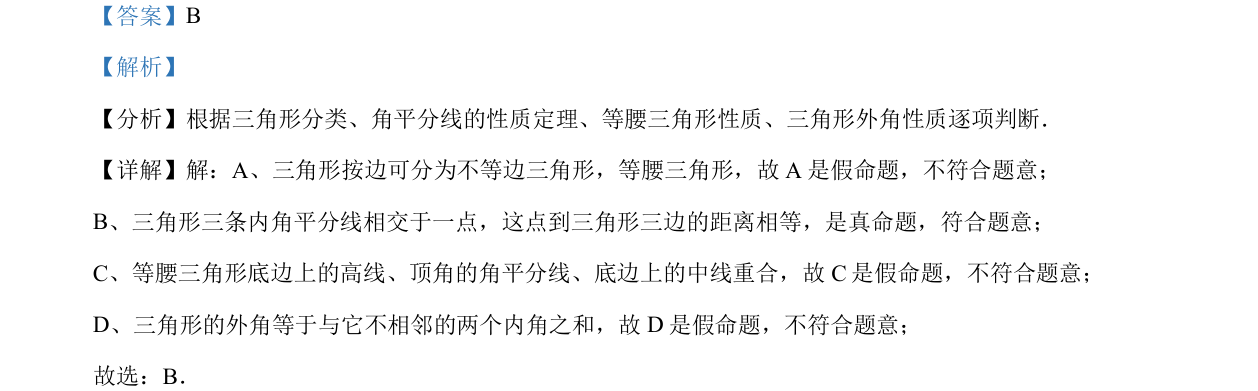 【答案】B
【解析】
【分析】根据三角形分类、角平分线的性质定理、等腰三角形性质、三角形外角性质逐项判断．
【详解】解：A、三角形按边可分为不等边三角形，等腰三角形，故 A 是假命题，不符合题意；
B、三角形三条内角平分线相交于一点，这点到三角形三边的距离相等，是真命题，符合题意；
C、等腰三角形底边上的高线、顶角的角平分线、底边上的中线重合，故 C 是假命题，不符合题意；
D、三角形的外角等于与它不相邻的两个内角之和，故 D 是假命题，不符合题意；
故选：B．